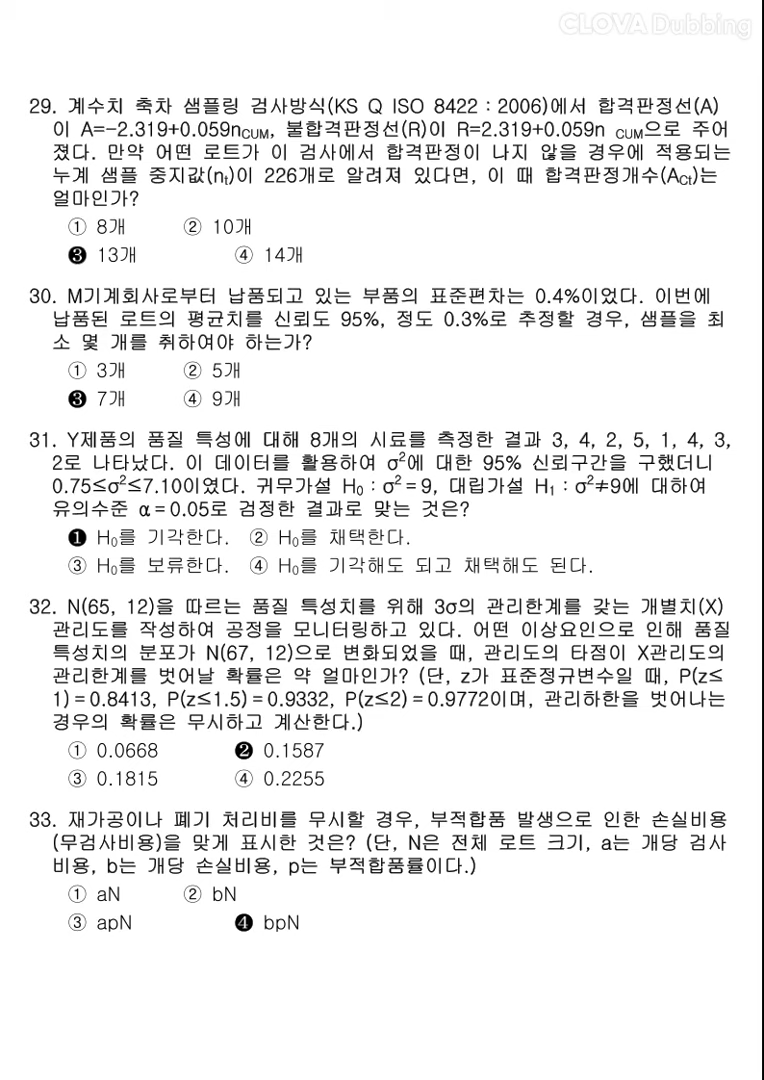 CLOVA Dubbing
29. 계수치 축차 샘플링 검사방식(KS Q ISO 8422 : 2006)에서 합격판정선(A)
이 A=-2.319+0.059nCUM, 불합격판정선(R)이 R=2.319+0.059n CUM으로 주어
졌다. 만약 어떤 로트가 이 검사에서 합격판정이 나지 않을 경우에 적용되는
누계 샘플 중지값(nt)이 226개로 알려져 있다면, 이 때 합격판정개수(ACt)는
얼마인가?
① 8개 ② 10개
❸ 13개 ④ 14개
30. M기계회사로부터 납품되고 있는 부품의 표준편차는 0.4%이었다. 이번에
납품된 로트의 평균치를 신뢰도 95%, 정도 0.3%로 추정할 경우, 샘플을 최
소 몇 개를 취하여야 하는가?
① 3개 ② 5개
❸ 7개 ④ 9개
31. Y제품의 품질 특성에 대해 8개의 시료를 측정한 결과 3, 4, 2, 5, 1, 4, 3,
2로 나타났다. 이 데이터를 활용하여 σ²에 대한 95% 신뢰구간을 구했더니
0.75≤σ²≤7.10이였다. 귀무가설 H₀ : σ² = 9, 대립가설 H₁ : σ²≠9에 대하여
유의수준 α = 0.05로 검정한 결과로 맞는 것은?
❶ H₀를 기각한다. ② H₀를 채택한다.
③ H₀를 보류한다. ④ H₀를 기각해도 되고 채택해도 된다.
32. N(65, 12)을 따르는 품질 특성치를 위해 3σ의 관리한계를 갖는 개별치(X)
관리도를 작성하여 공정을 모니터링하고 있다. 어떤 이상요인으로 인해 품질
특성치의 분포가 N(67, 12)으로 변화되었을 때, 관리도의 타점이 X관리도의
관리한계를 벗어날 확률은 약 얼마인가? (단, z가 표준정규변수일 때, P(z≤
1) = 0.8413, P(z≤1.5) = 0.9332, P(z≤2) = 0.9772이며, 관리하한을 벗어나는
경우의 확률은 무시하고 계산한다.)
① 0.0668 ❷ 0.1587
③ 0.1815 ④ 0.2255
33. 재가공이나 폐기 처리비를 무시할 경우, 부적합품 발생으로 인한 손실비용
(무검사비용)을 맞게 표시한 것은? (단, N은 전체 로트 크기, a는 개당 검사
비용, b는 개당 손실비용, p는 부적합품률이다.)
① aN ② bN
③ apN ❹ bpN